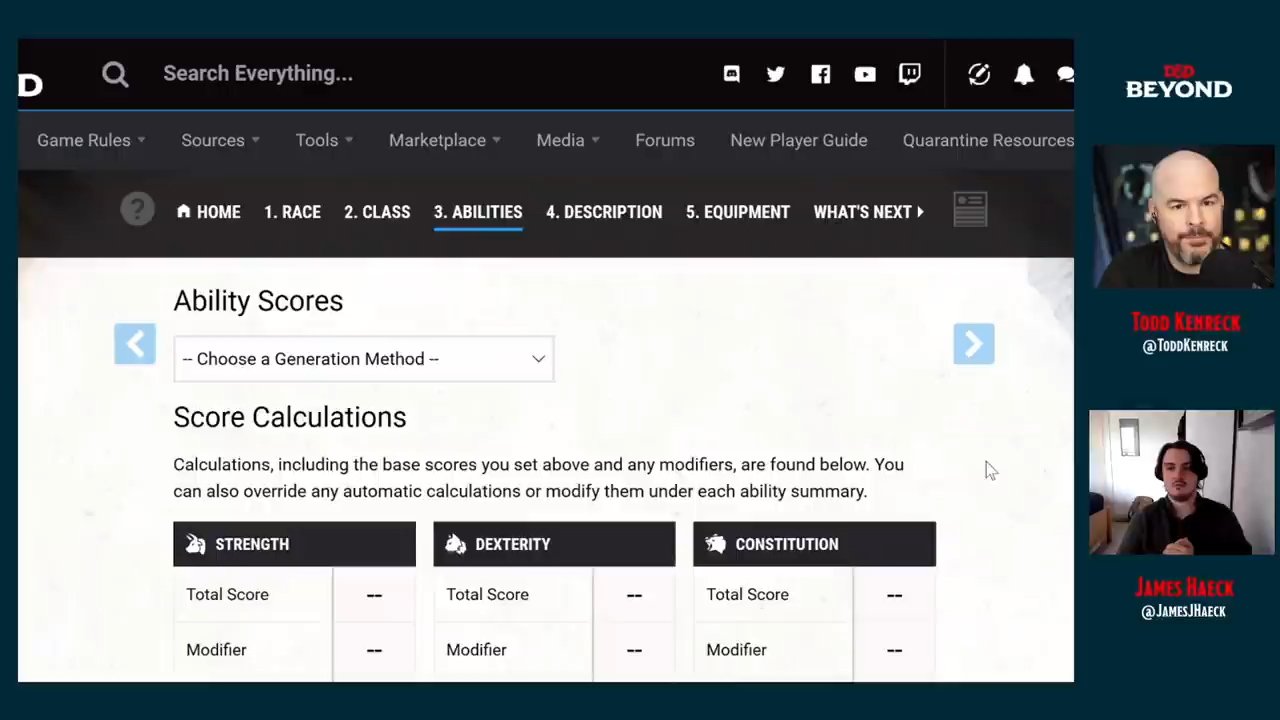 D
Search Everything...
Game Rules Sources Tools Marketplace Media Forums New Player Guide Quarantine Resources
? HOME 1. RACE 2. CLASS 3. ABILITIES 4. DESCRIPTION 5. EQUIPMENT WHAT'S NEXT
Ability Scores
-- Choose a Generation Method --
Score Calculations
Calculations, including the base scores you set above and any modifiers, are found below. You
can also override any automatic calculations or modify them under each ability summary.
STRENGTH DEXTERITY CONSTITUTION
Total Score -- Total Score -- Total Score --
Modifier -- Modifier -- Modifier --
D&D
BEYOND
TODD KENRECK
@TODDKENRECK
JAMES HAECK
@JAMESJHAECK